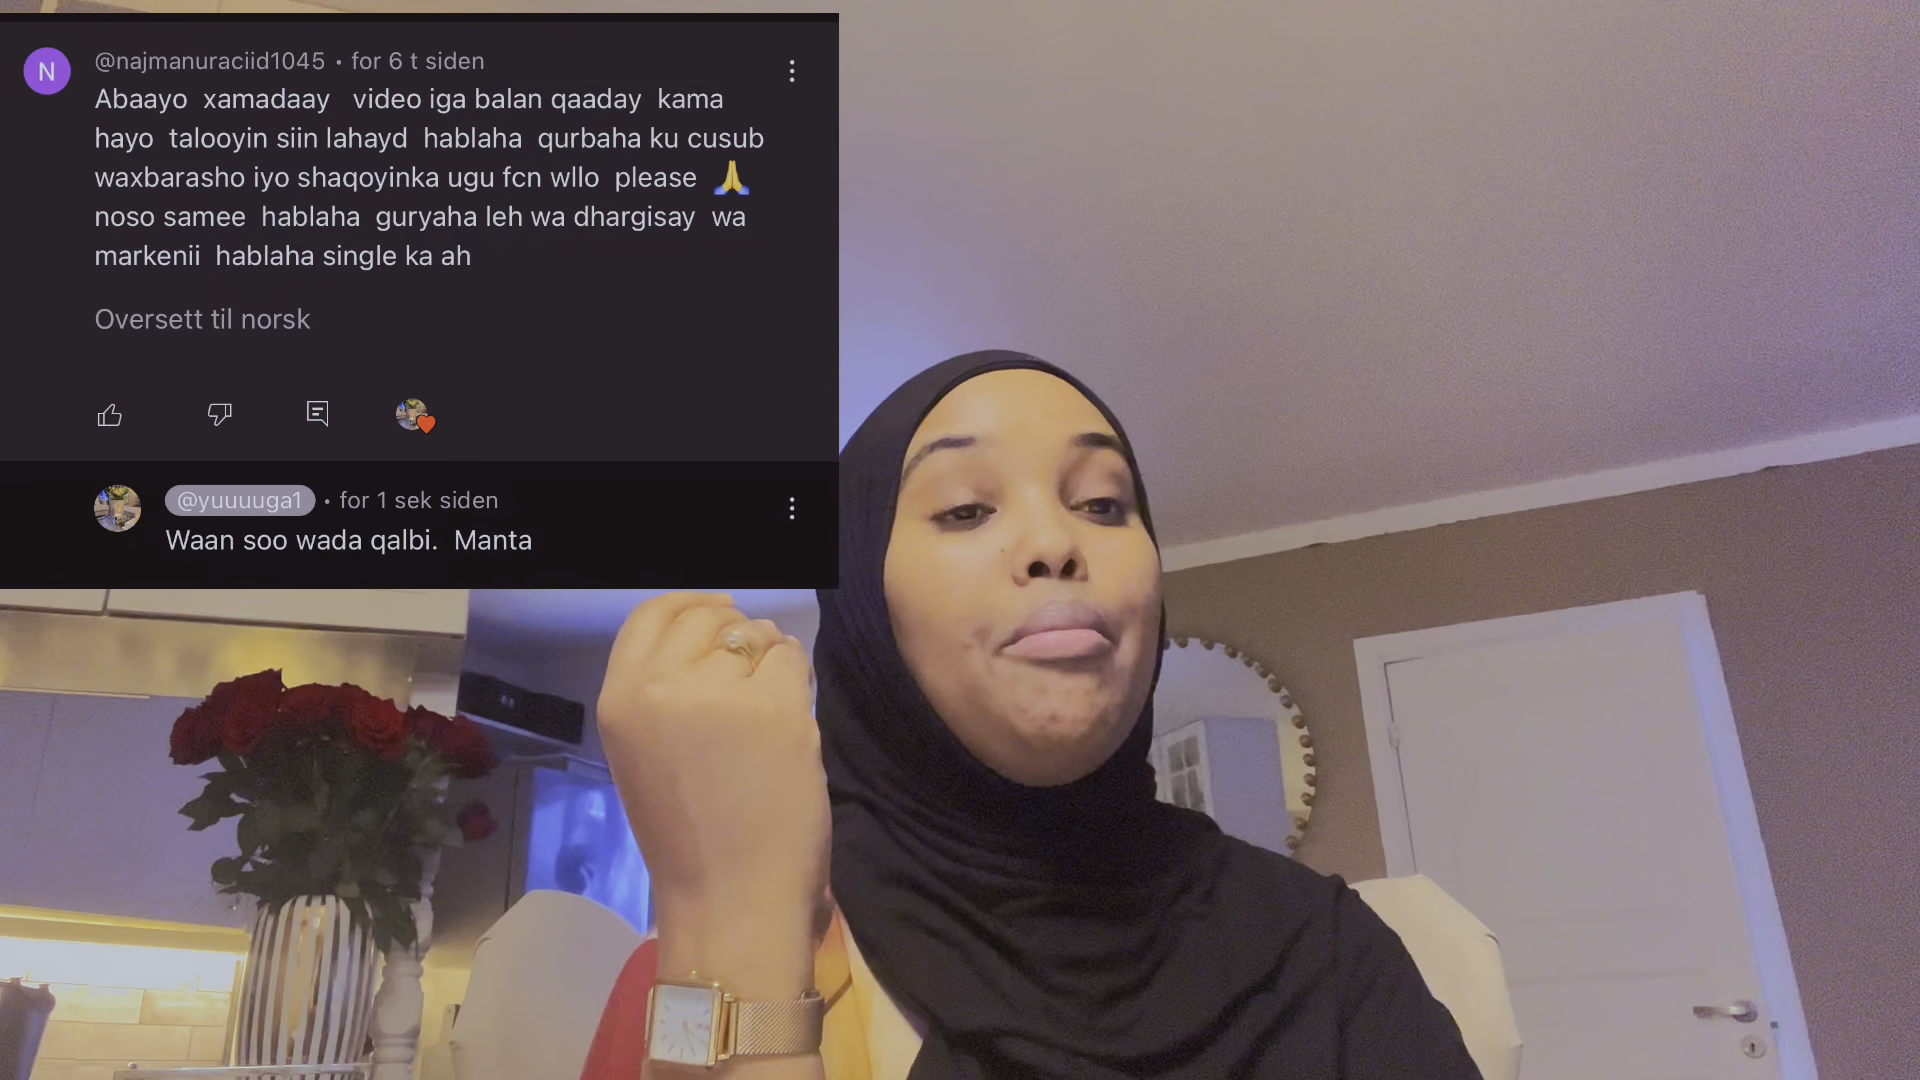 N
@najmanuraciid1045 • for 6 t siden
Abaayo xamadaay video iga balan qaaday kama
hayo talooyin siin lahayd hablaha qurbaha ku cusub
waxbarasho iyo shaqoyinka ugu fcn wllo please 🙏
noso samee hablaha guryaha leh wa dhargisay wa
markenii hablaha single ka ah
Oversett til norsk
@yuuuuga1 • for 1 sek siden
Waan soo wada qalbi. Manta